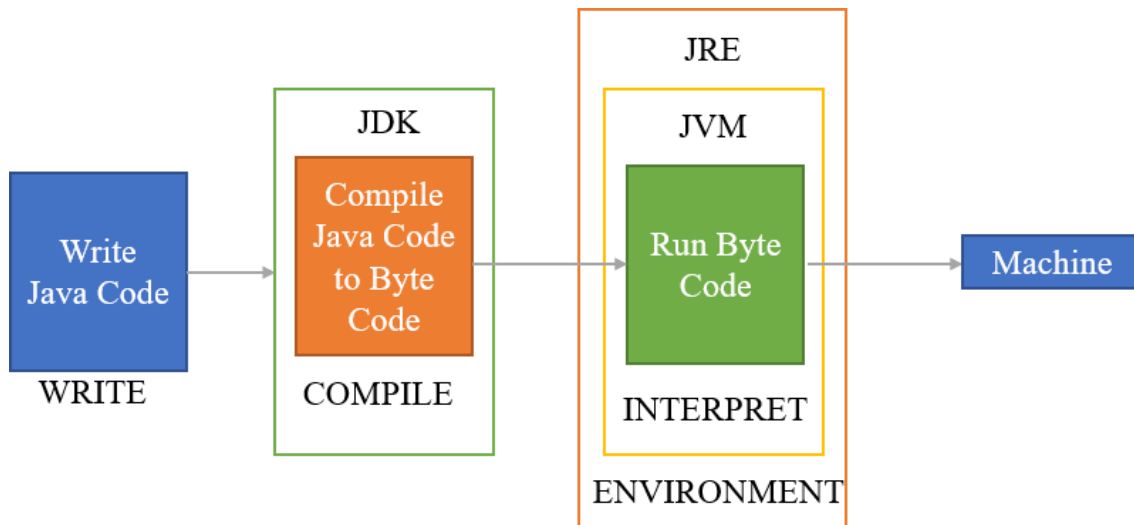 Write
Java Code
WRITE
JDK
Compile
Java Code
to Byte
Code
COMPILE
JRE
JVM
Run Byte
Code
INTERPRET
ENVIRONMENT
Machine